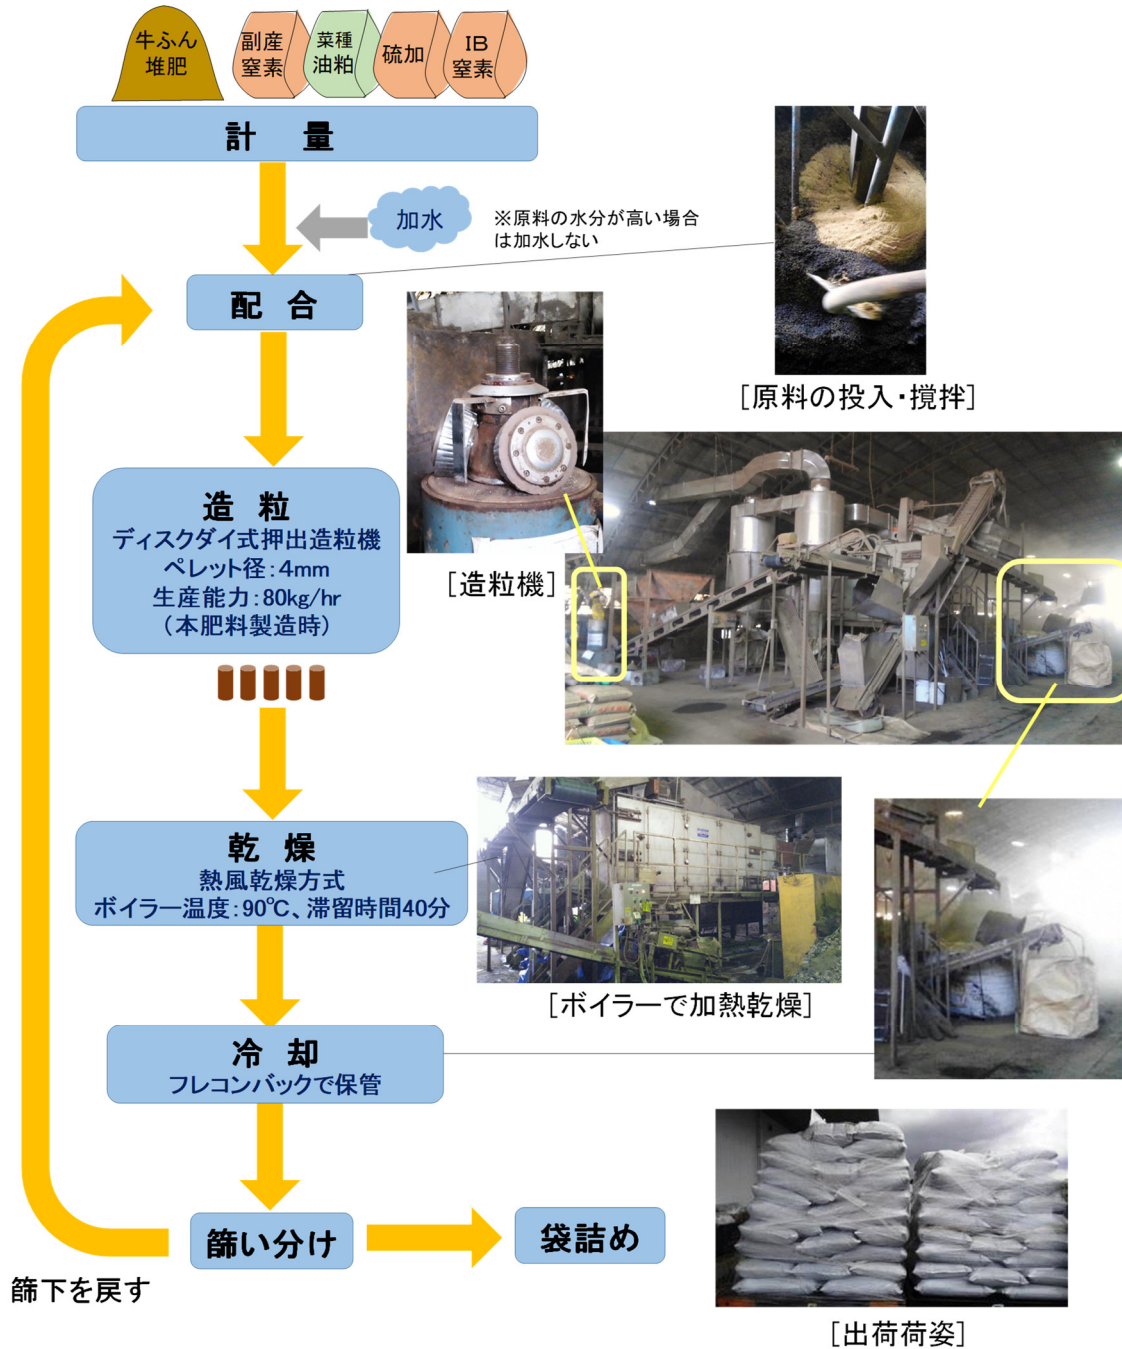 牛ふん
堆肥
副産
窒素
菜種
油粕
硫加
IB
窒素
計 量
加水
※原料の水分が高い場合
は加水しない
配 合
[原料の投入・撹拌]
造 粒
ディスクダイ式押出造粒機
ペレット径:4mm
生産能力:80kg/hr
(本肥料製造時)
[造粒機]
乾 燥
熱風乾燥方式
ボイラー温度:90℃、滞留時間40分
[ボイラーで加熱乾燥]
冷 却
フレコンバックで保管
篩い分け
袋詰め
篩下を戻す
[出荷荷姿]